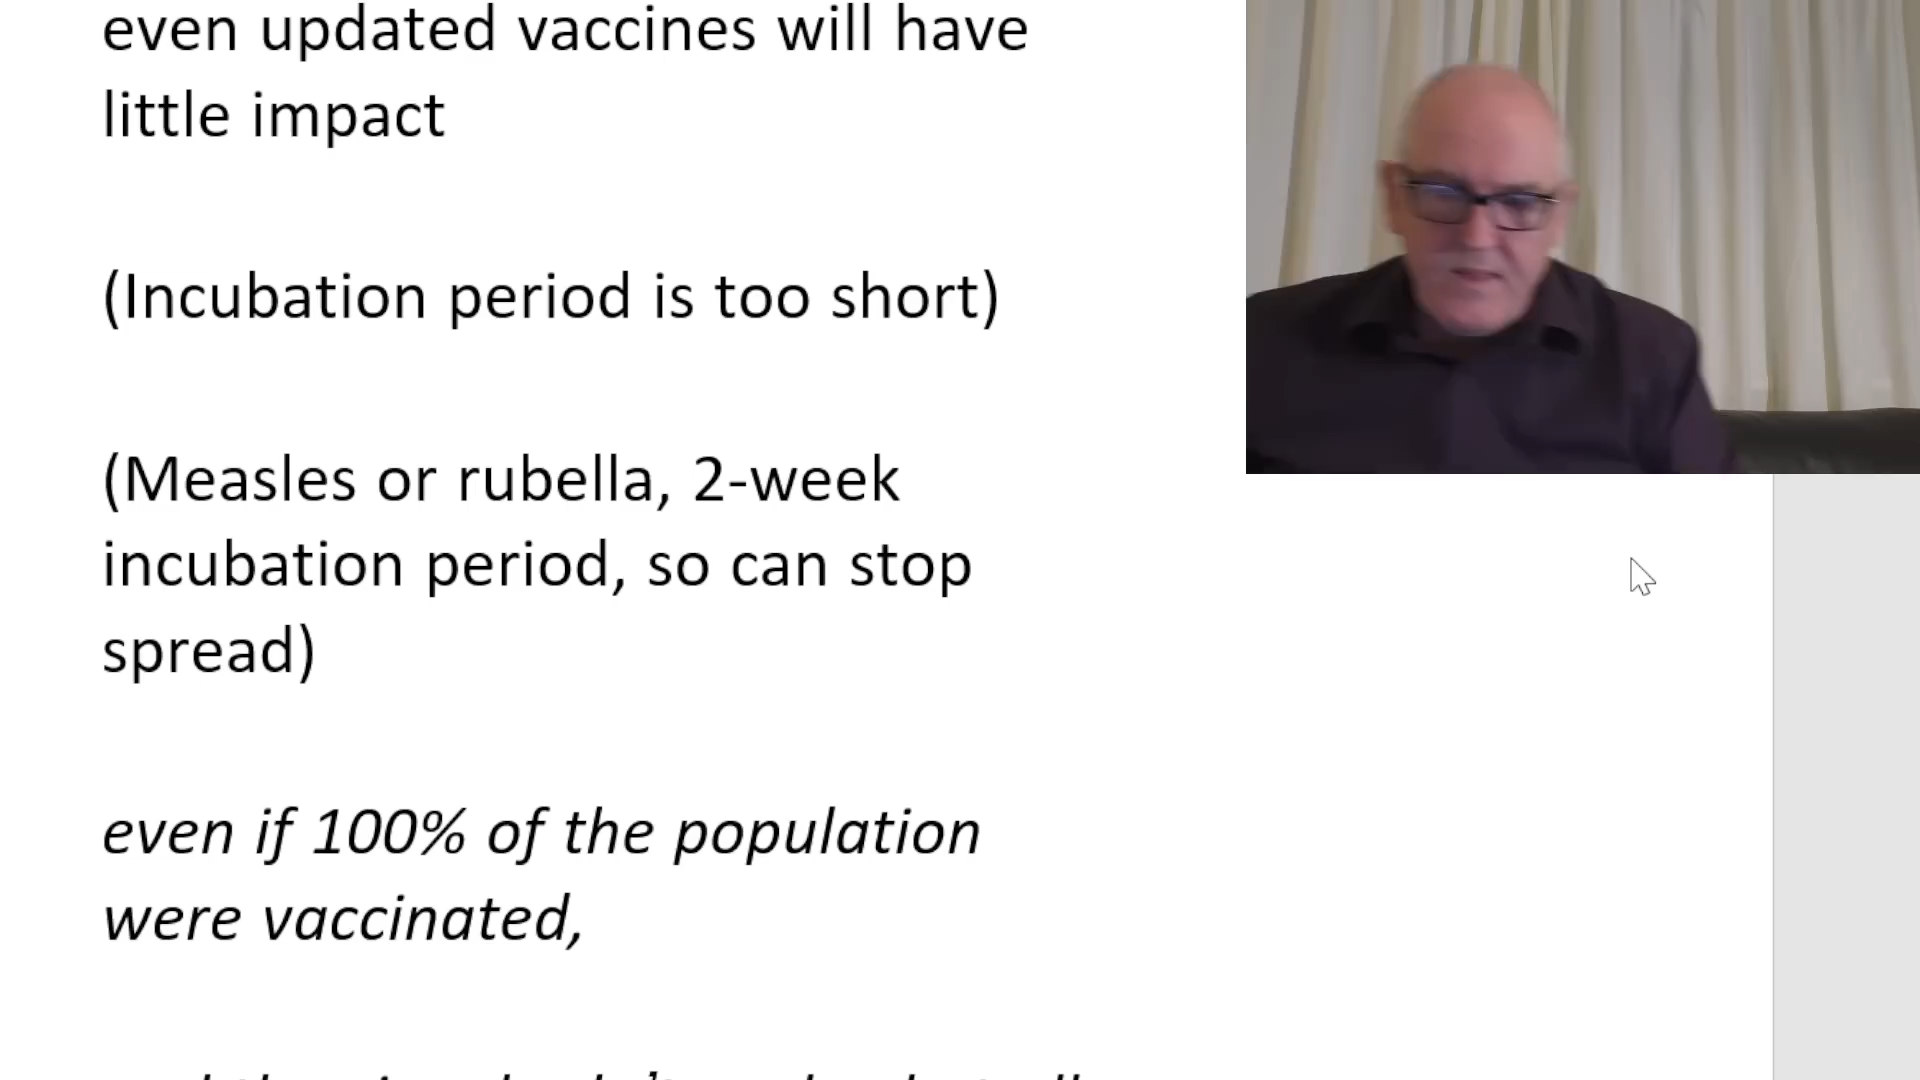 even updated vaccines will have
little impact
(Incubation period is too short)
(Measles or rubella, 2-week
incubation period, so can stop
spread)
even if 100% of the population
were vaccinated,